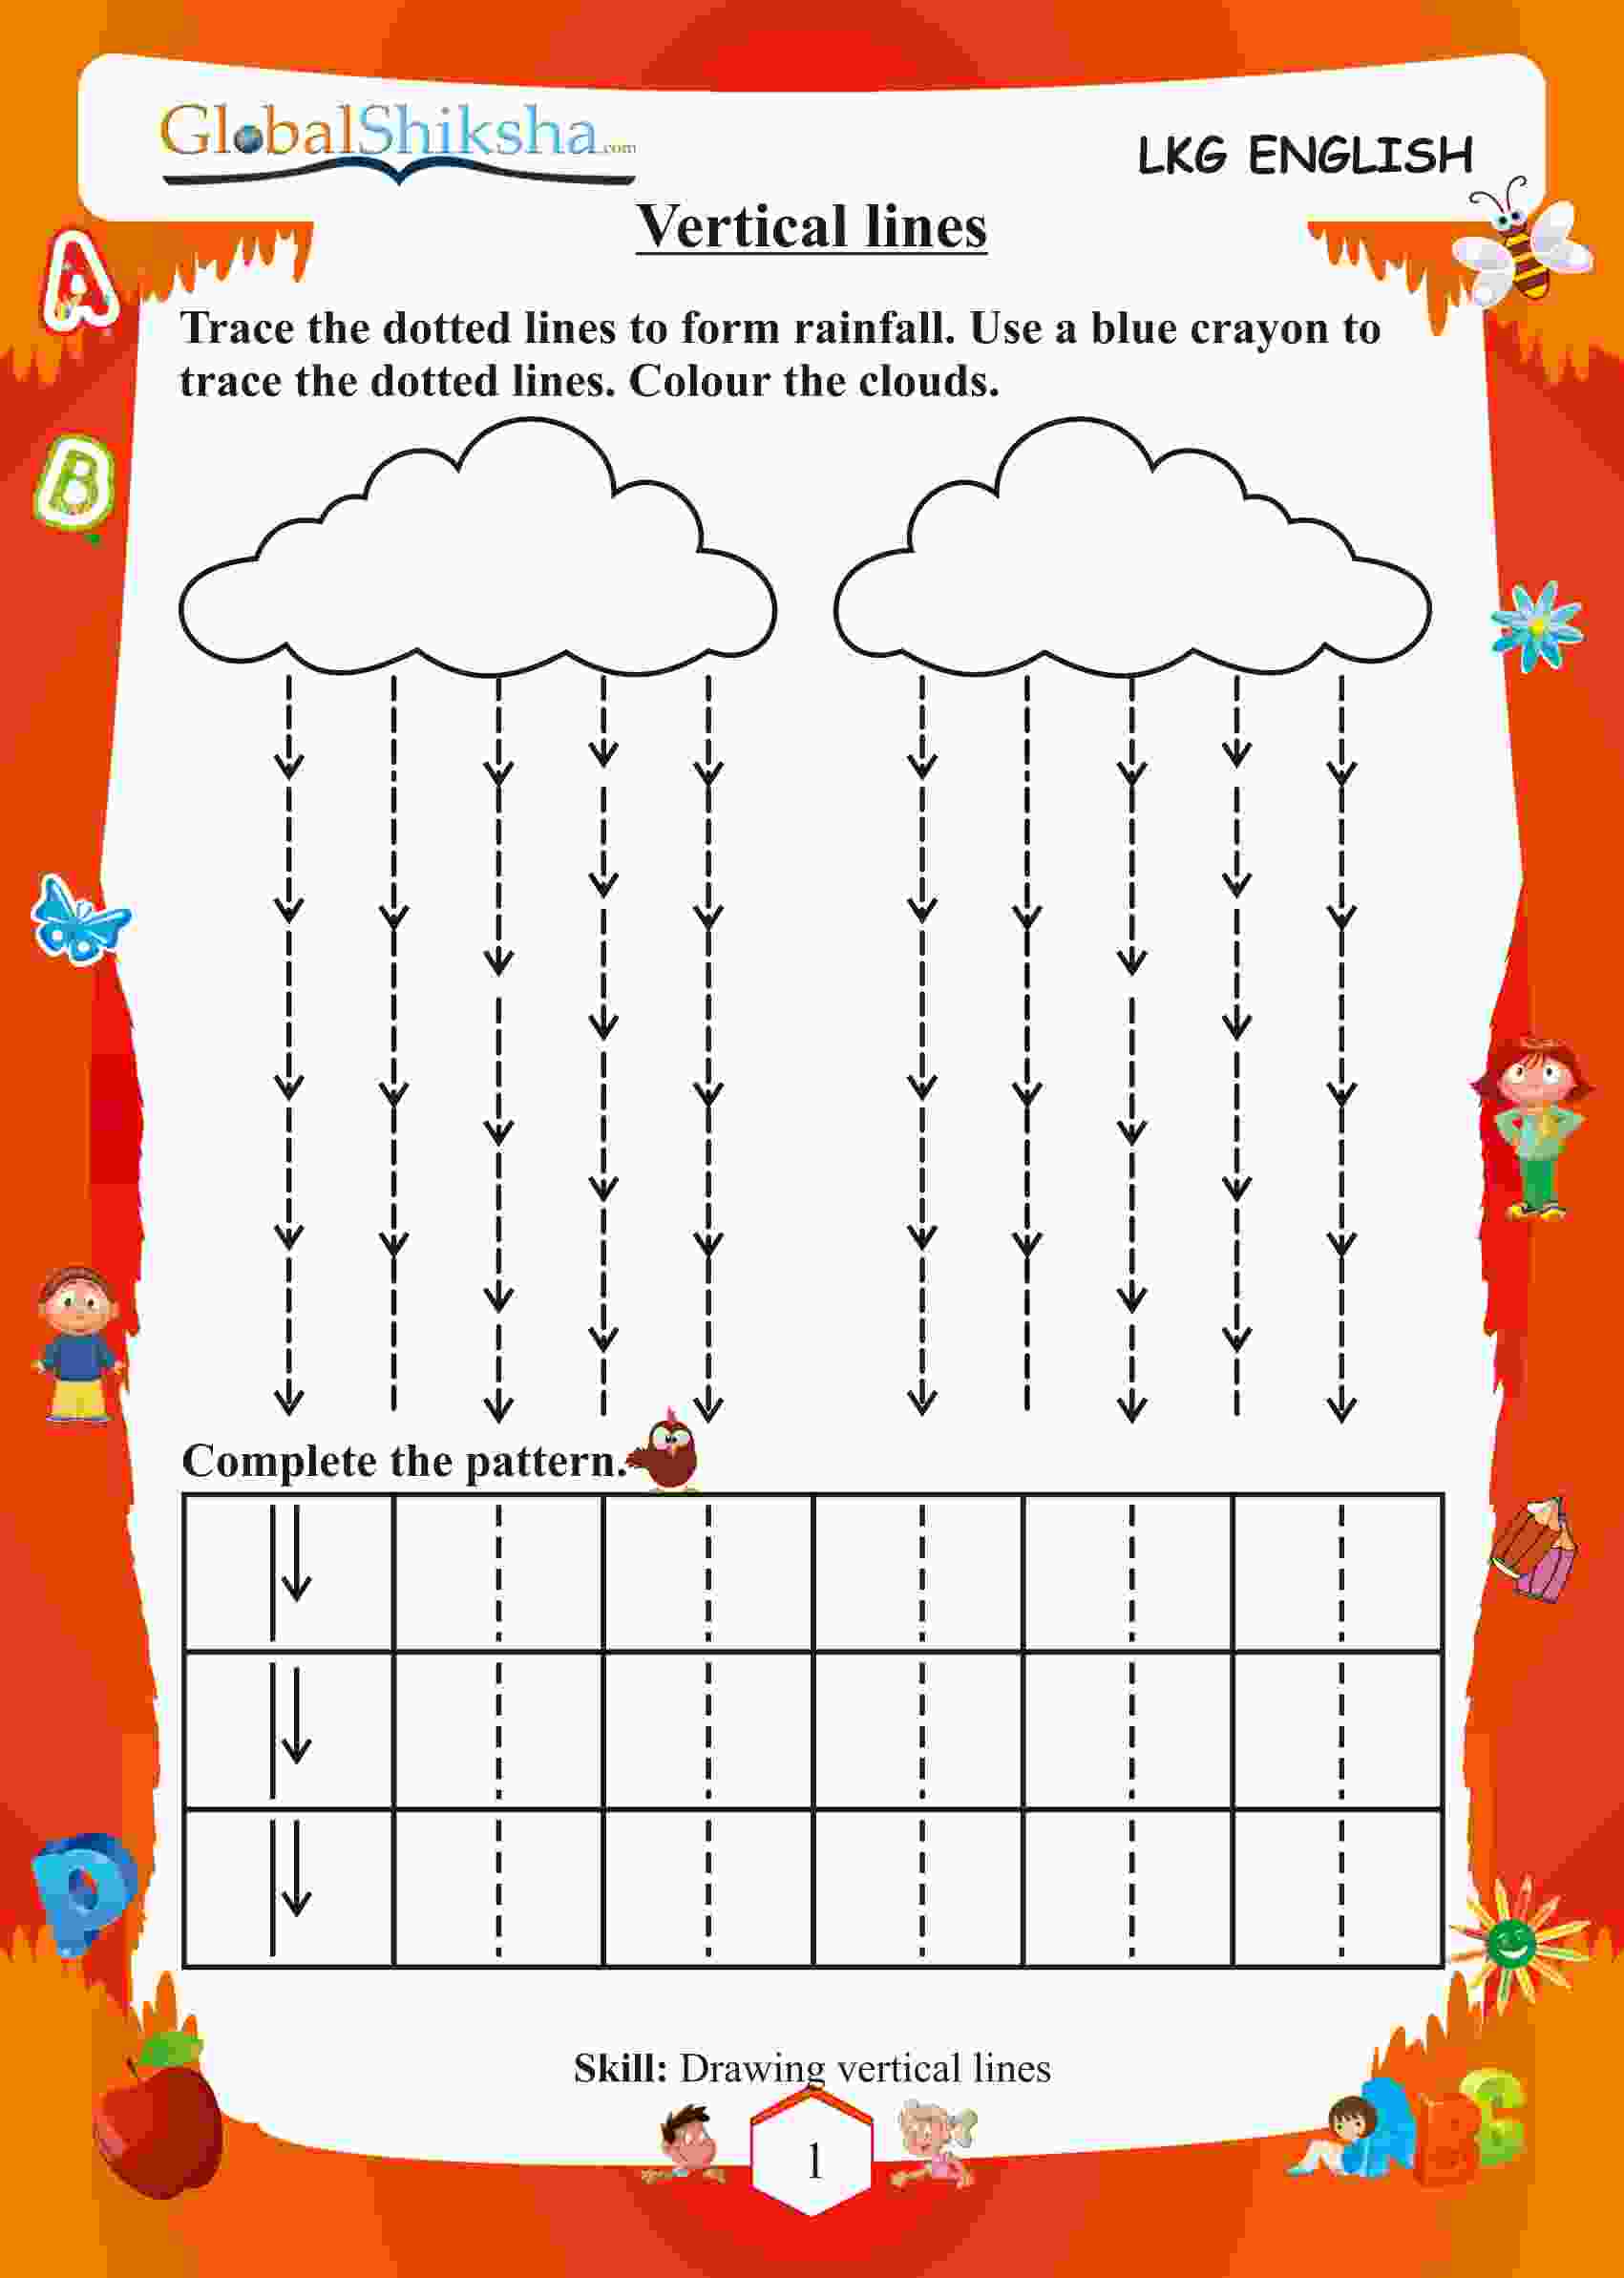 GlobalShiksha.com
LKG ENGLISH
Vertical lines
Trace the dotted lines to form rainfall. Use a blue crayon to
trace the dotted lines. Colour the clouds.
Complete the pattern.
Skill: Drawing vertical lines
1
A
B
D
B